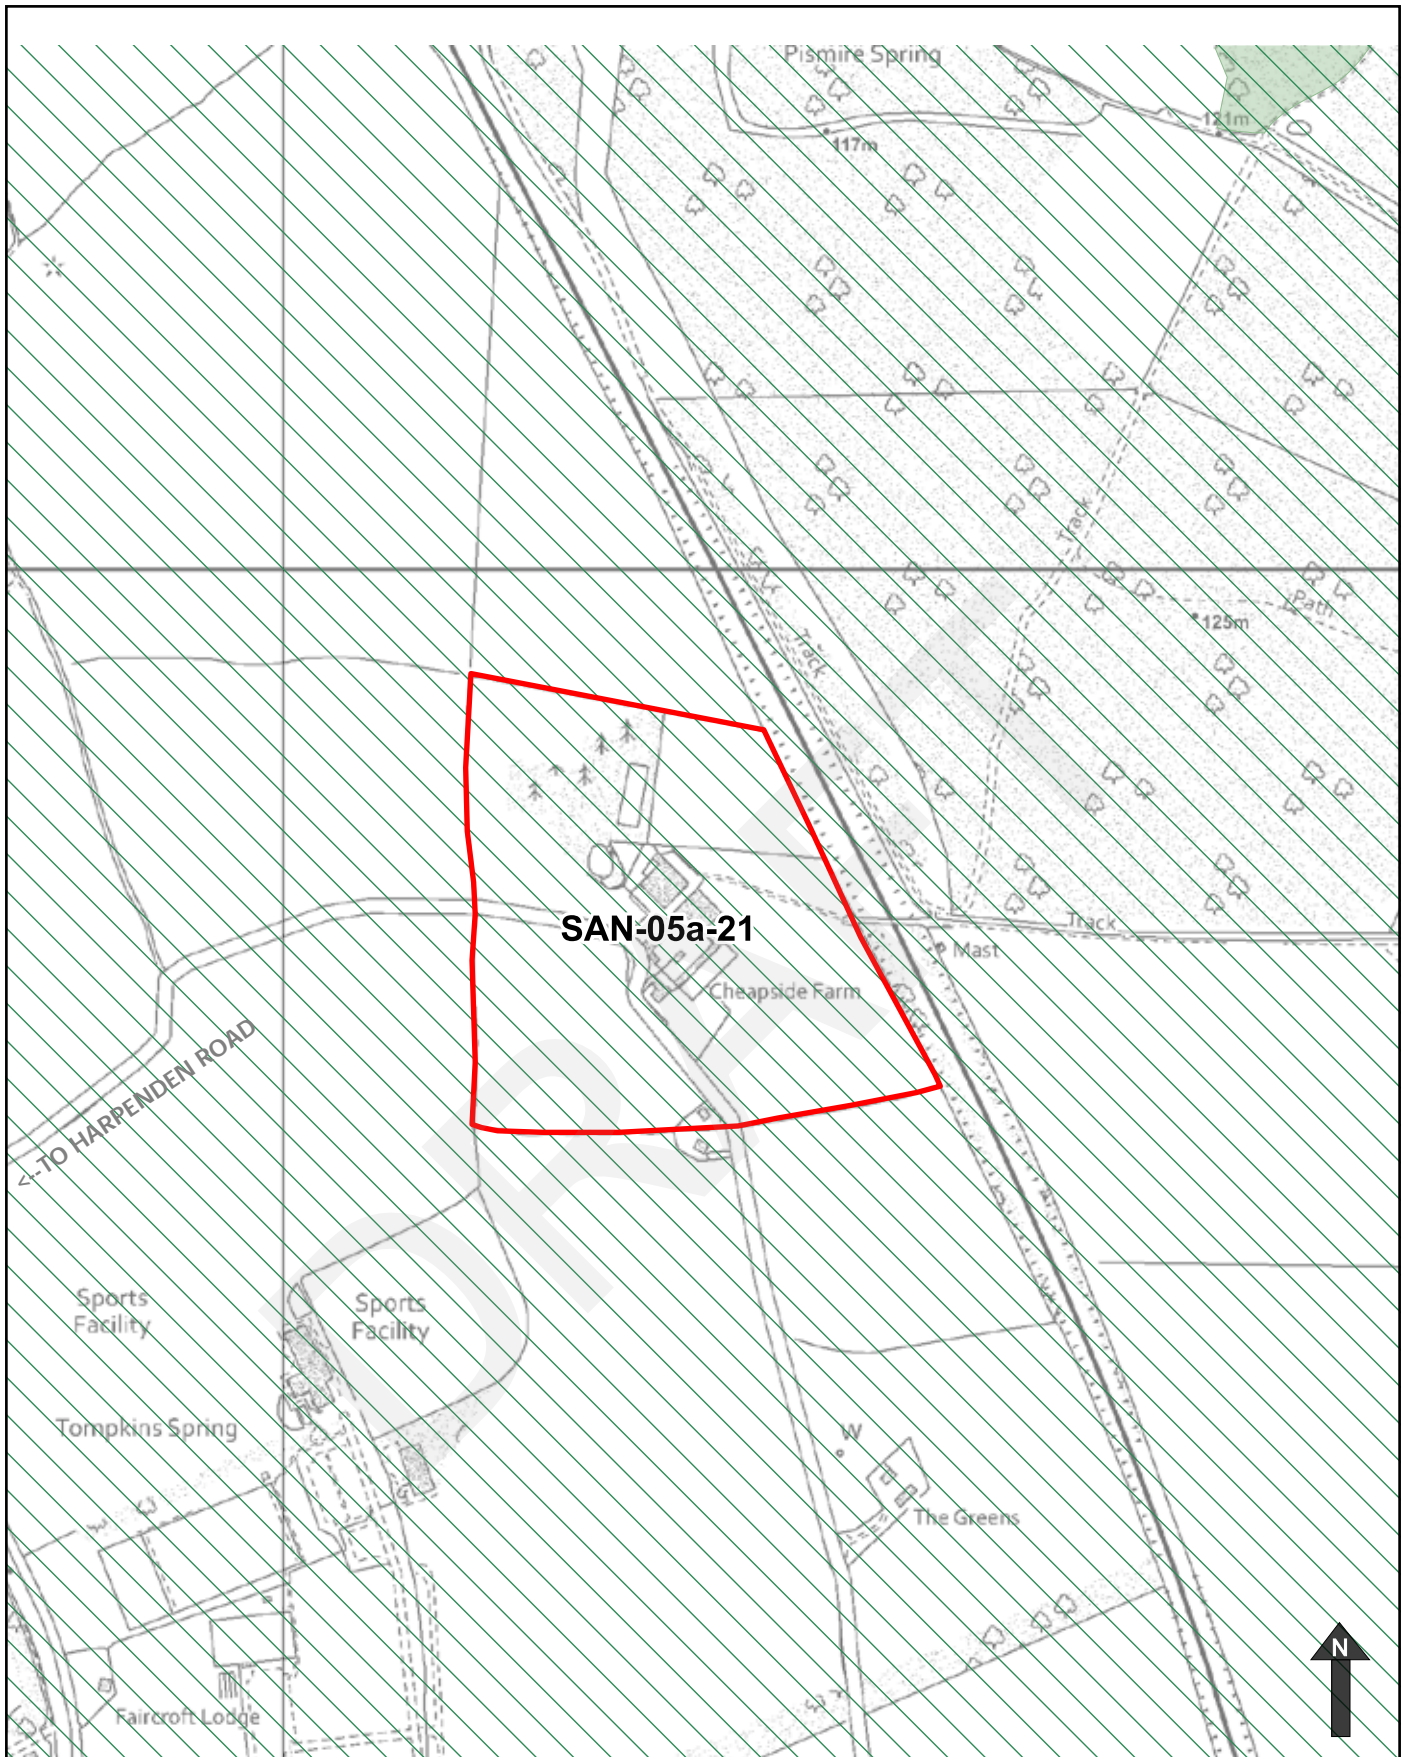 Pismire Spring
121m
117m
Track
Path
125m
Track
SAN-05a-21
Track
Mast
Cheapside Farm
<--TO HARPENDEN ROAD
DRAFT
Sports
Facility
Sports
Facility
Tompkins Spring
W
The Greens
N
Faircroft Lodge